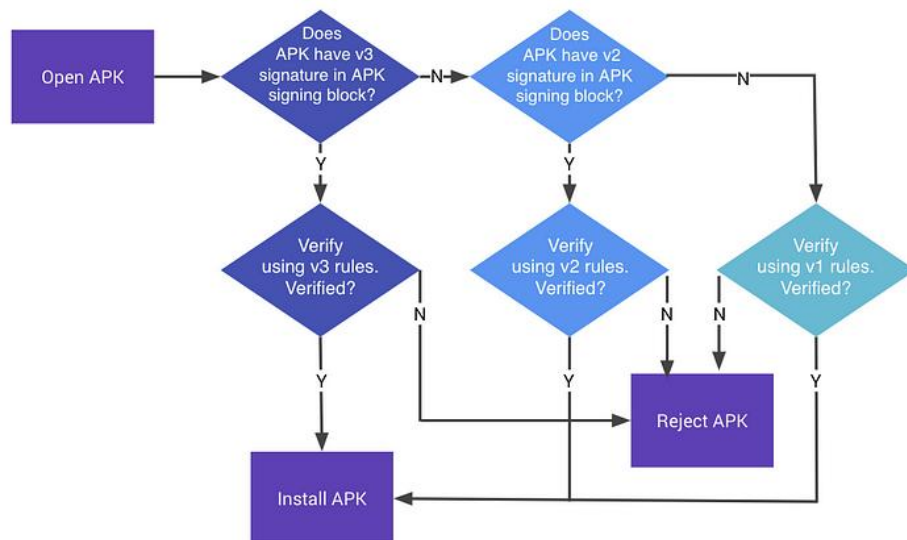 Open APK
Does
APK have v3
signature in APK
signing block?
N
Does
APK have v2
signature in APK
signing block?
N
Y
Y
Verify
using v3 rules.
Verified?
Verify
using v2 rules.
Verified?
Verify
using v1 rules.
Verified?
N
N
N
Y
Y
Y
Reject APK
Install APK